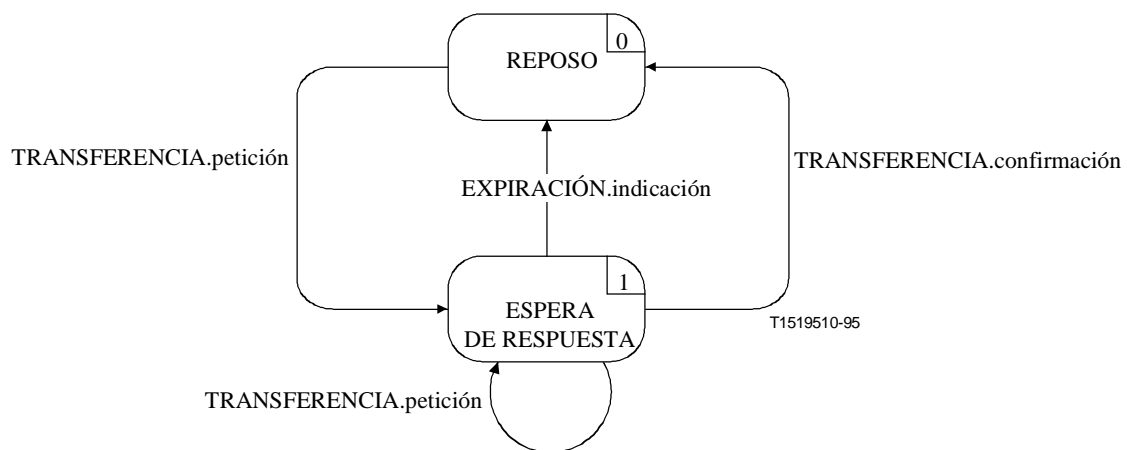 0
REPOSO
TRANSFERENCIA.petición
TRANSFERENCIA.confirmación
EXPIRACIÓN.indicación
1
ESPERA
DE RESPUESTA
T1519510-95
TRANSFERENCIA.petición